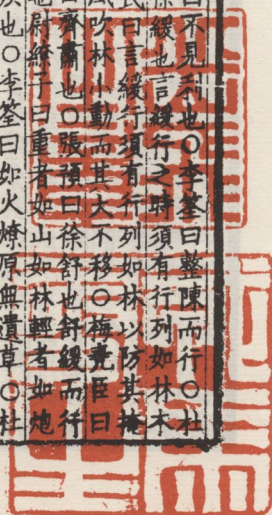 曰不見利也○李筌曰整陳而行○杜
徐緩也言緩行之時須有行列如林木
氏曰言緩行須有行列如林以防其掩
風吹林小動而其大不移○梅堯臣曰
齊肅也○張預曰徐舒也舒緩而行
尉繚子曰重者如山如林輕者如炮
也○李筌曰如火燎原無遺草○杜